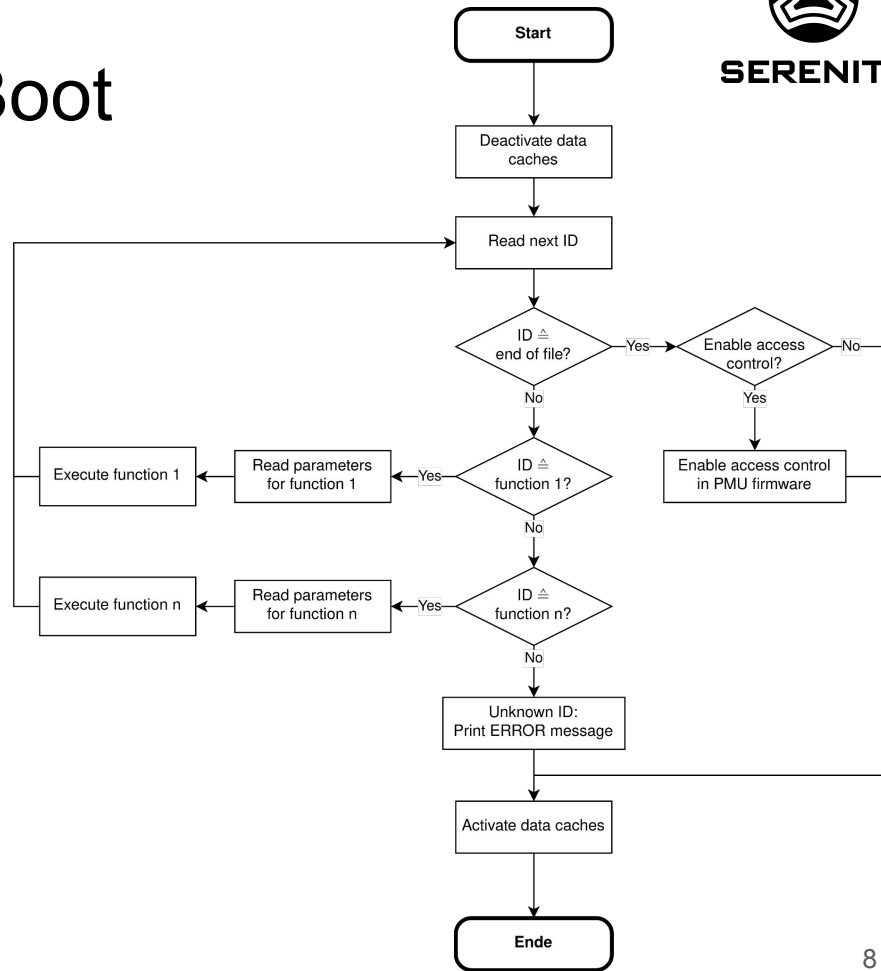 Boot
SERENIT
Start
Deactivate data
caches
Read next ID
ID ≙
end of file?
Yes
Enable access
control?
No
No
Yes
Execute function 1
Read parameters
for function 1
Yes
ID ≙
function 1?
Enable access control
in PMU firmware
No
Execute function n
Read parameters
for function n
Yes
ID ≙
function n?
No
Unknown ID:
Print ERROR message
Activate data caches
Ende
8